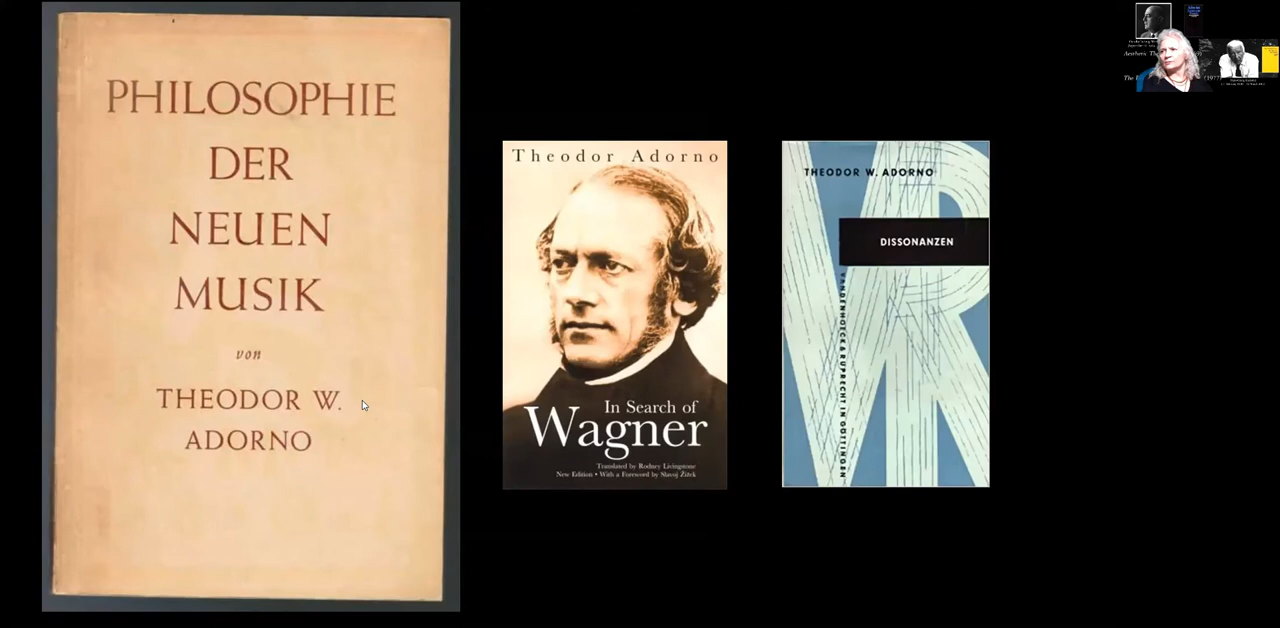 PHILOSOPHIE
DER
NEUEN
MUSIK
von
THEODOR W.
ADORNO
Theodor Adorno
In Search of
Wagner
Translated by Rodney Livingstone
New Edition • With a Foreword by Slavoj Žižek
THEODOR W. ADORNO
DISSONANZEN
VANDENHOECK & RUPRECHT IN GÖTTINGEN